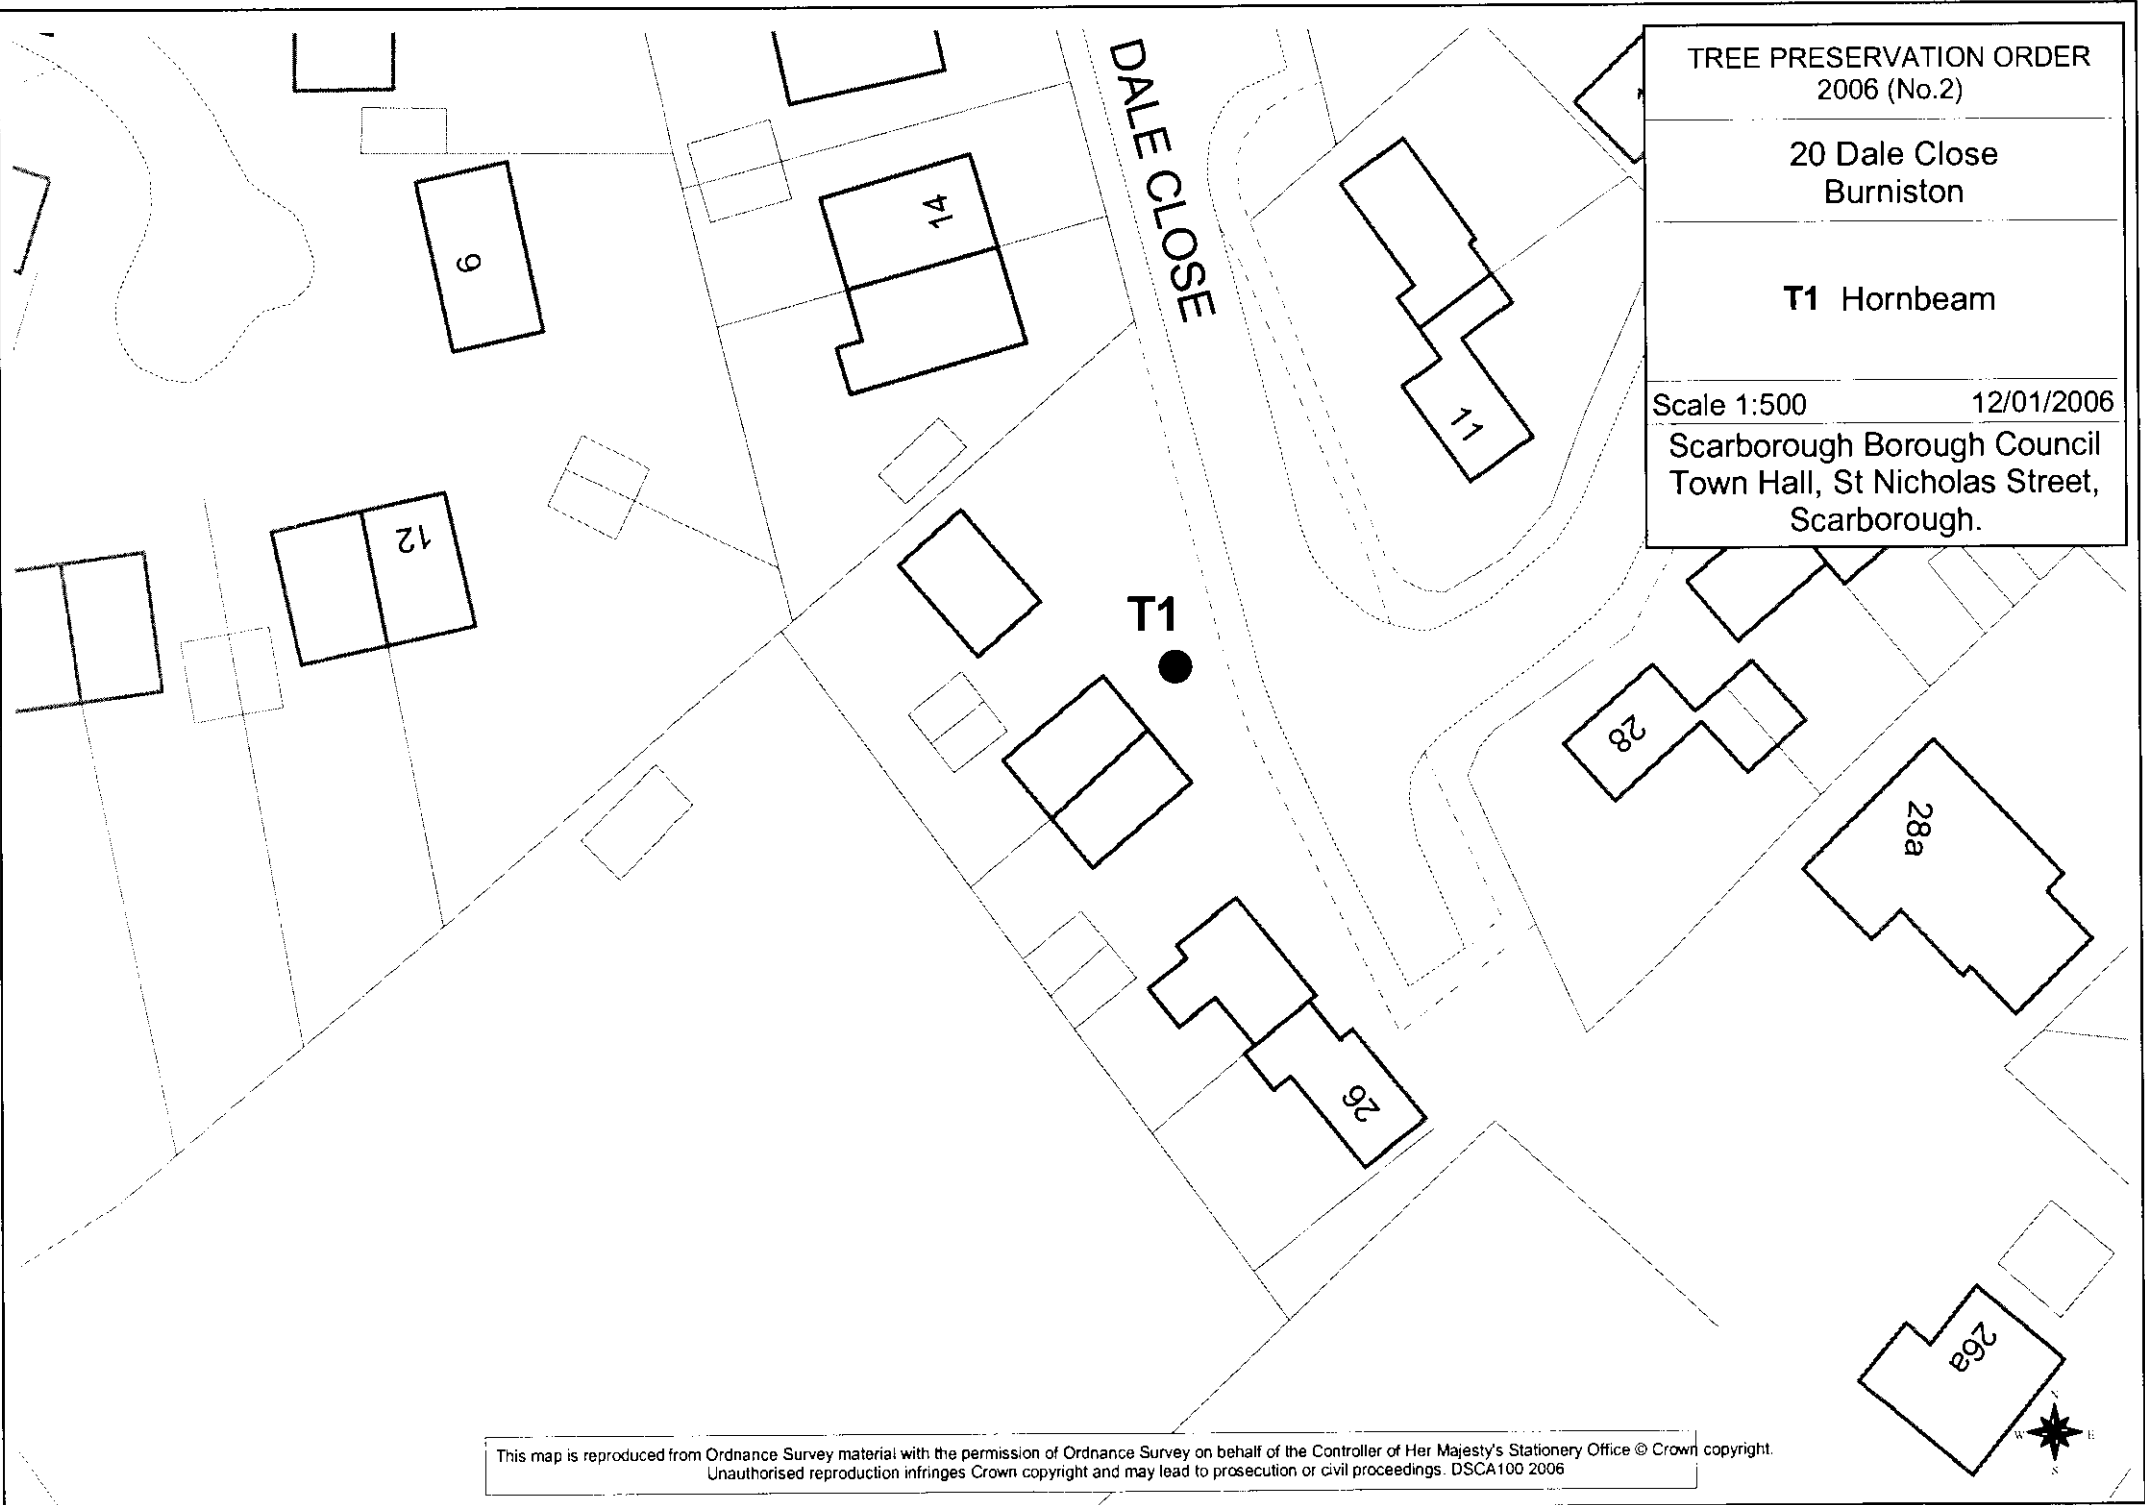 TREE PRESERVATION ORDER
2006 (No.2)
20 Dale Close
Burniston
T1 Hornbeam
Scale 1:500 12/01/2006
Scarborough Borough Council
Town Hall, St Nicholas Street,
Scarborough.
DALE CLOSE
14
9
11
12
T1
28
28a
26
26a
N
W E
S
This map is reproduced from Ordnance Survey material with the permission of Ordnance Survey on behalf of the Controller of Her Majesty's Stationery Office © Crown copyright.
Unauthorised reproduction infringes Crown copyright and may lead to prosecution or civil proceedings. DSCA100 2006